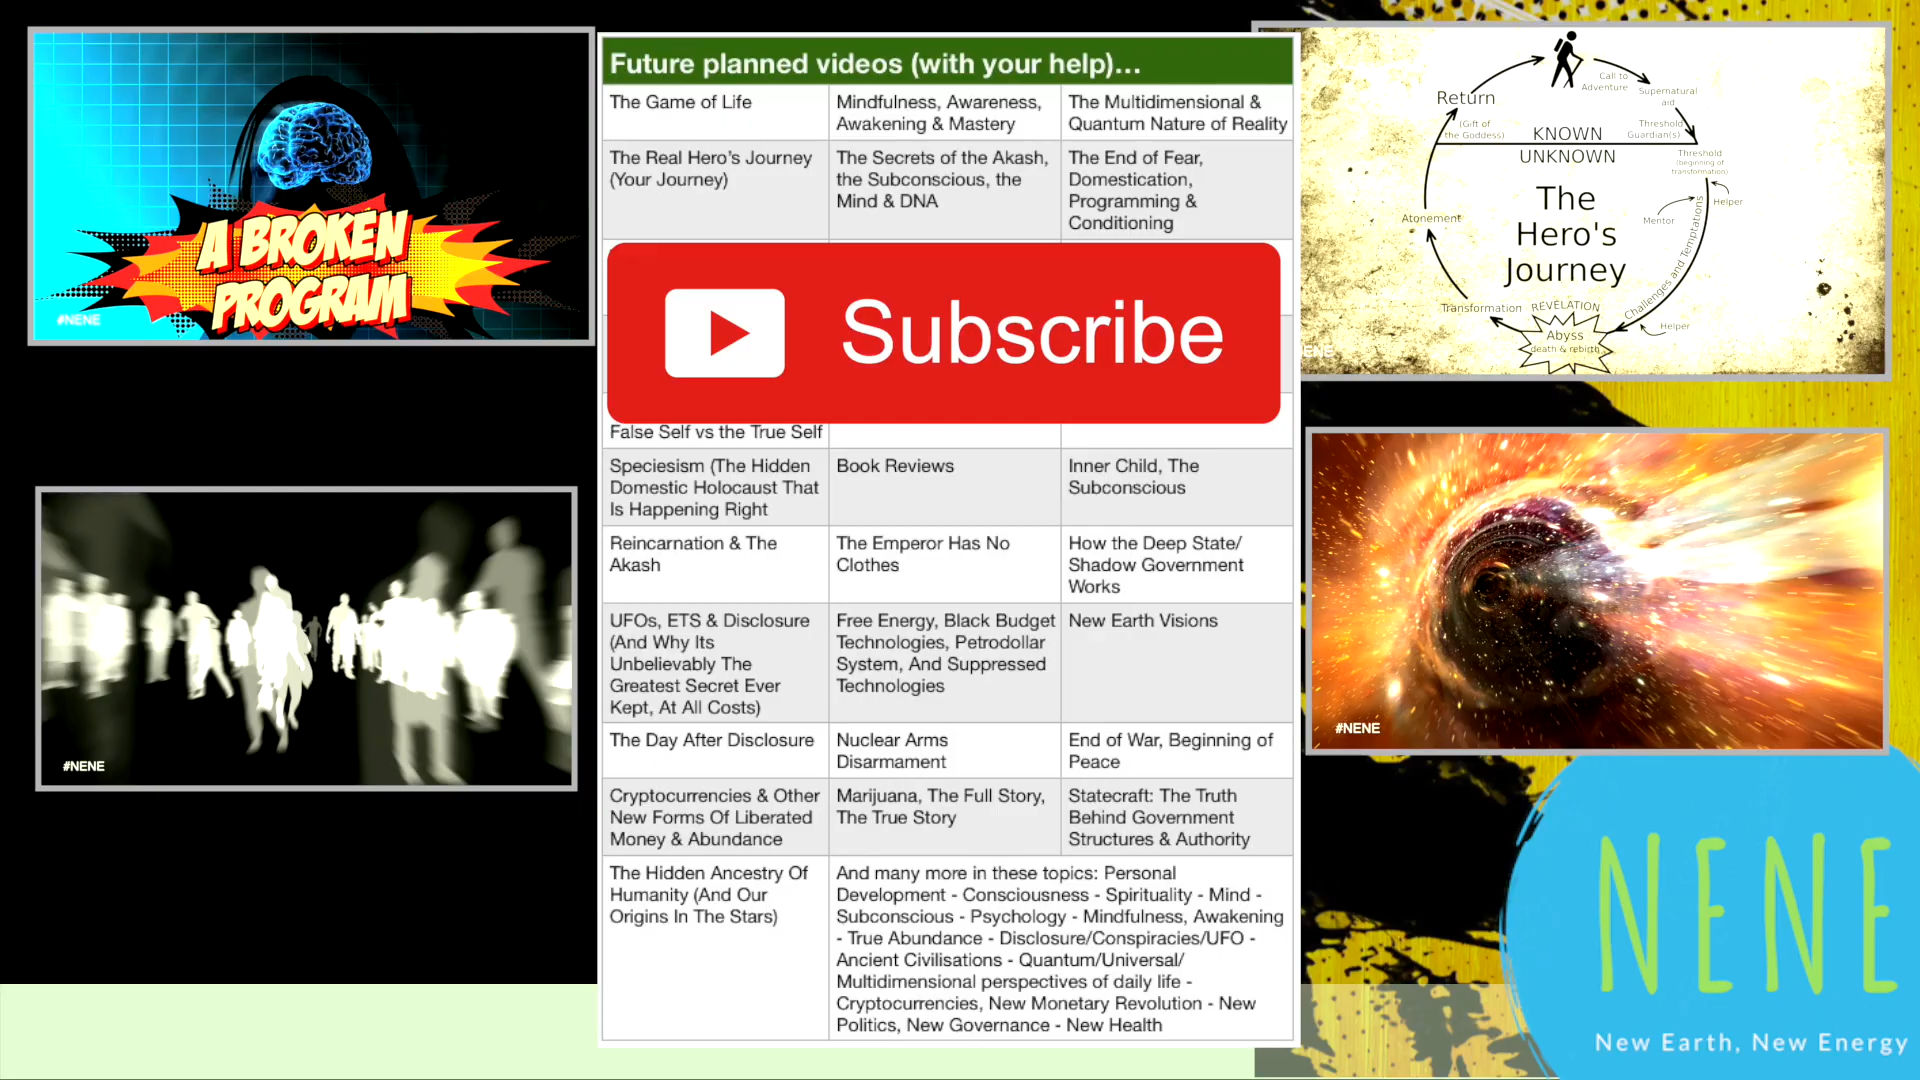 A BROKEN
PROGRAM
#NENE
#NENE
Future planned videos (with your help)...
The Game of Life
Mindfulness, Awareness,
Awakening & Mastery
The Multidimensional &
Quantum Nature of Reality
The Real Hero's Journey
(Your Journey)
The Secrets of the Akash,
the Subconscious, the
Mind & DNA
The End of Fear,
Domestication,
Programming &
Conditioning
Subscribe
False Self vs the True Self
Speciesism (The Hidden
Domestic Holocaust That
Is Happening Right
Book Reviews
Inner Child, The
Subconscious
Reincarnation & The
Akash
The Emperor Has No
Clothes
How the Deep State/
Shadow Government
Works
UFOs, ETS & Disclosure
(And Why Its
Unbelievably The
Greatest Secret Ever
Kept, At All Costs)
Free Energy, Black Budget
Technologies, Petrodollar
System, And Suppressed
Technologies
New Earth Visions
The Day After Disclosure
Nuclear Arms
Disarmament
End of War, Beginning of
Peace
Cryptocurrencies & Other
New Forms Of Liberated
Money & Abundance
Marijuana, The Full Story,
The True Story
Statecraft: The Truth
Behind Government
Structures & Authority
The Hidden Ancestry Of
Humanity (And Our
Origins In The Stars)
And many more in these topics: Personal
Development - Consciousness - Spirituality - Mind -
Subconscious - Psychology - Mindfulness, Awakening
- True Abundance - Disclosure/Conspiracies/UFO -
Ancient Civilisations - Quantum/Universal/
Multidimensional perspectives of daily life -
Cryptocurrencies, New Monetary Revolution - New
Politics, New Governance - New Health
Call to
Adventure
Supernatural
aid
Threshold
Guardian(s)
Return
(Gift of
the Goddess)
KNOWN
UNKNOWN
Threshold
(beginning of
transformation)
Helper
Mentor
The
Hero's
Journey
Challenges and Temptations
Atonement
Transformation
REVELATION
Abyss
death & rebirth
Helper
ENE
#NENE
NENE
New Earth, New Energy